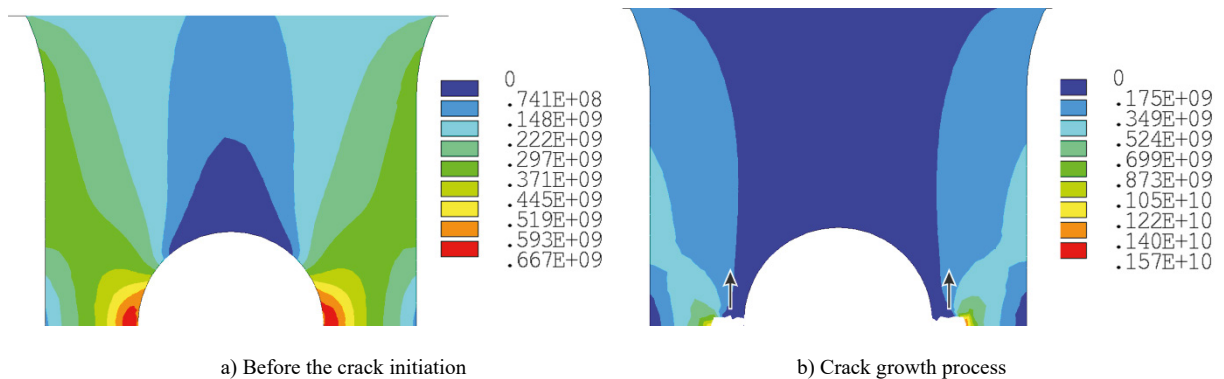 0
.741E+08
.148E+09
.222E+09
.297E+09
.371E+09
.445E+09
.519E+09
.593E+09
.667E+09
0
.175E+09
.349E+09
.524E+09
.699E+09
.873E+09
.105E+10
.122E+10
.140E+10
.157E+10
a) Before the crack initiation
b) Crack growth process